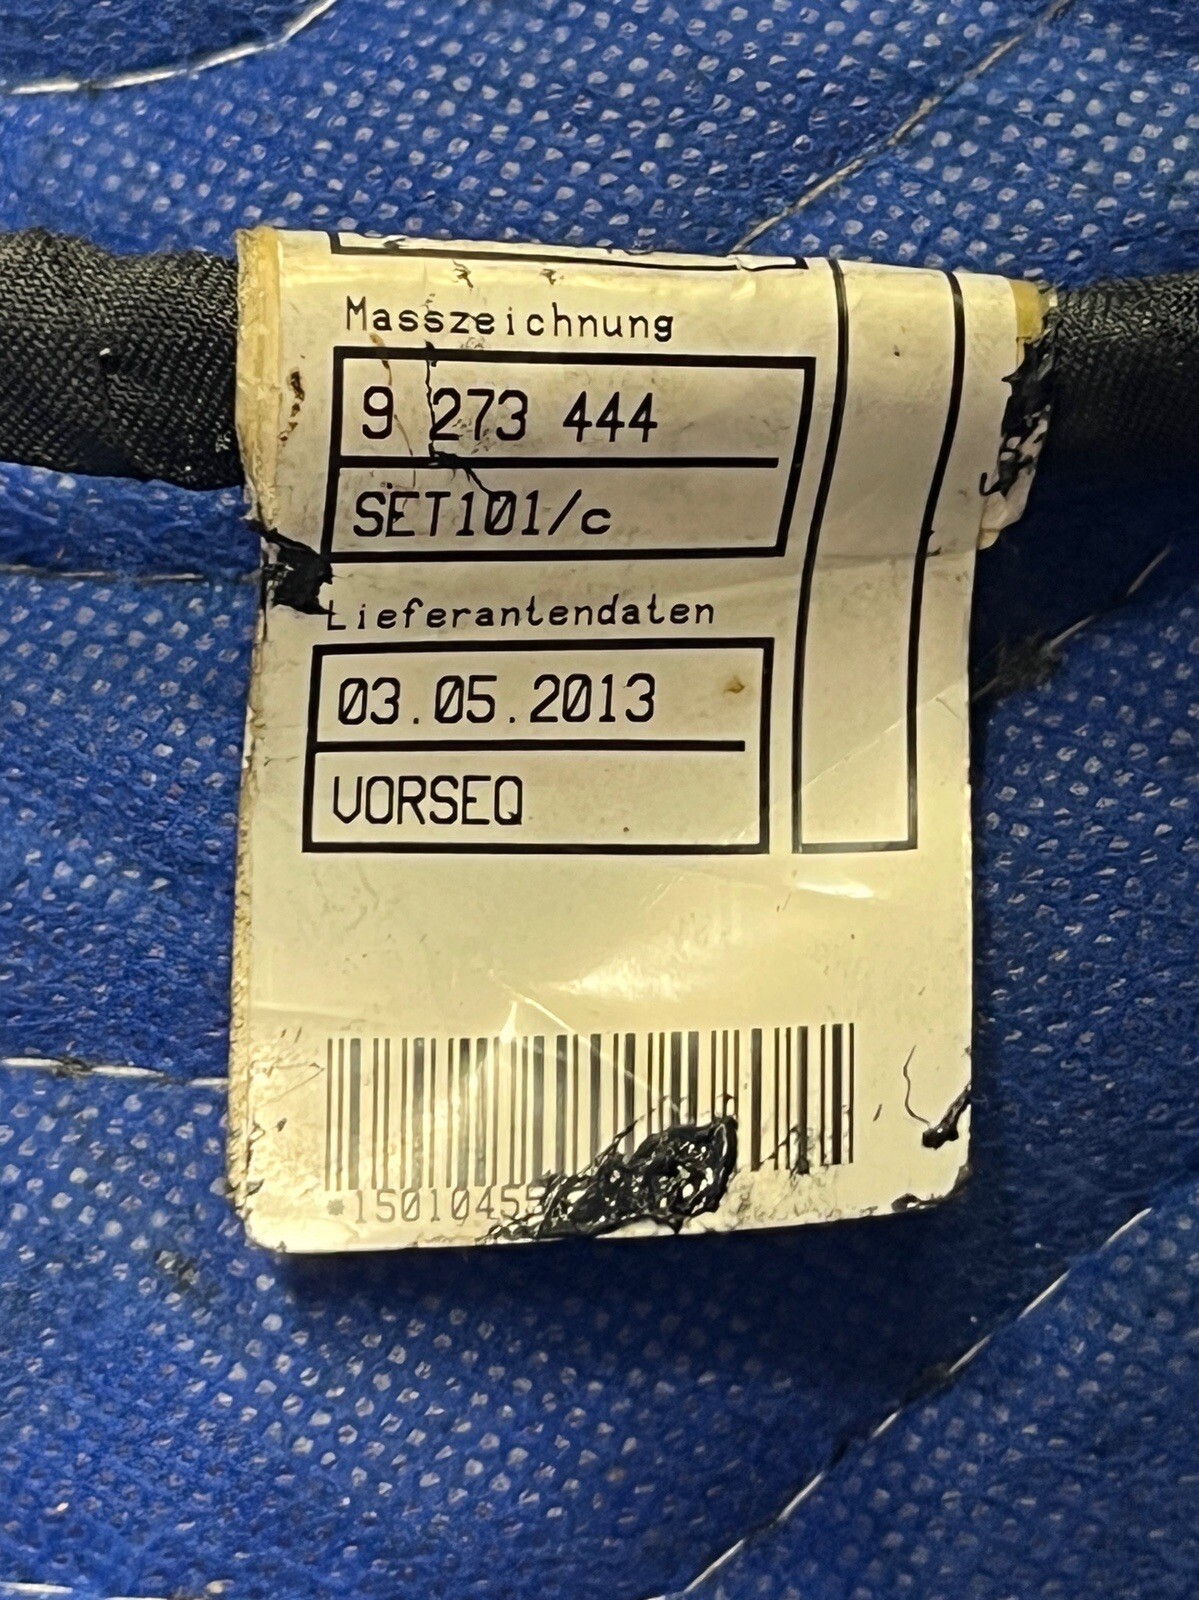 Masszeichnung
9 273 444
SET101/c
Lieferantendaten
03.05.2013
VORSEQ